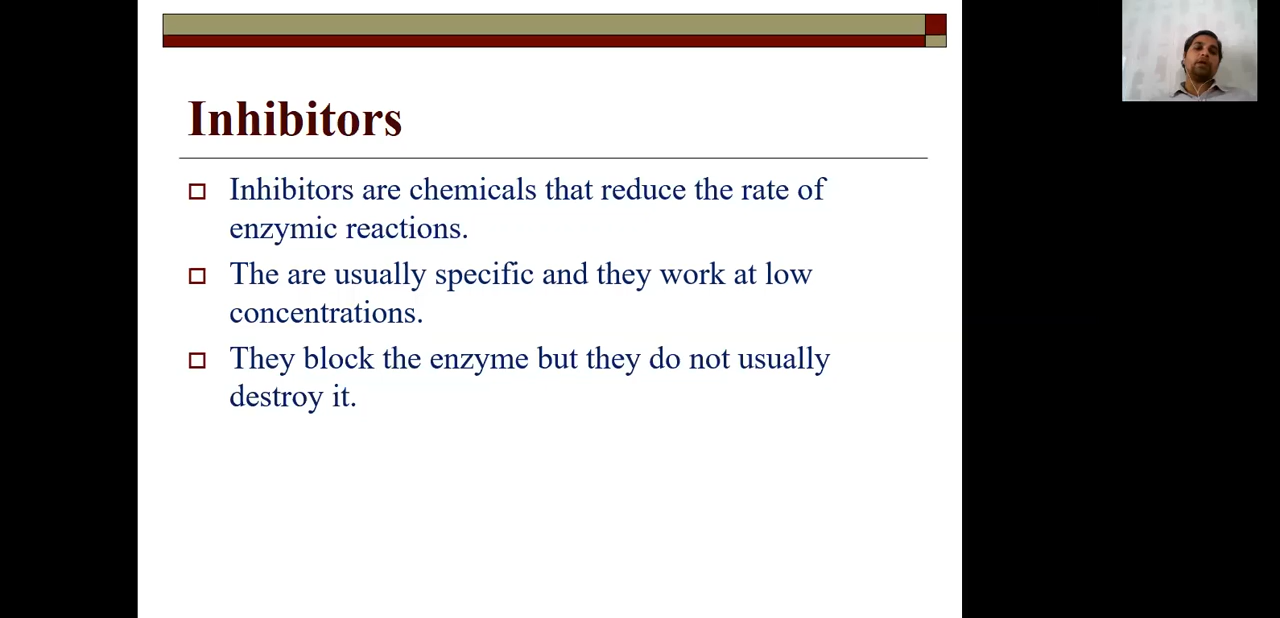 Inhibitors
Inhibitors are chemicals that reduce the rate of
enzymic reactions.
The are usually specific and they work at low
concentrations.
They block the enzyme but they do not usually
destroy it.